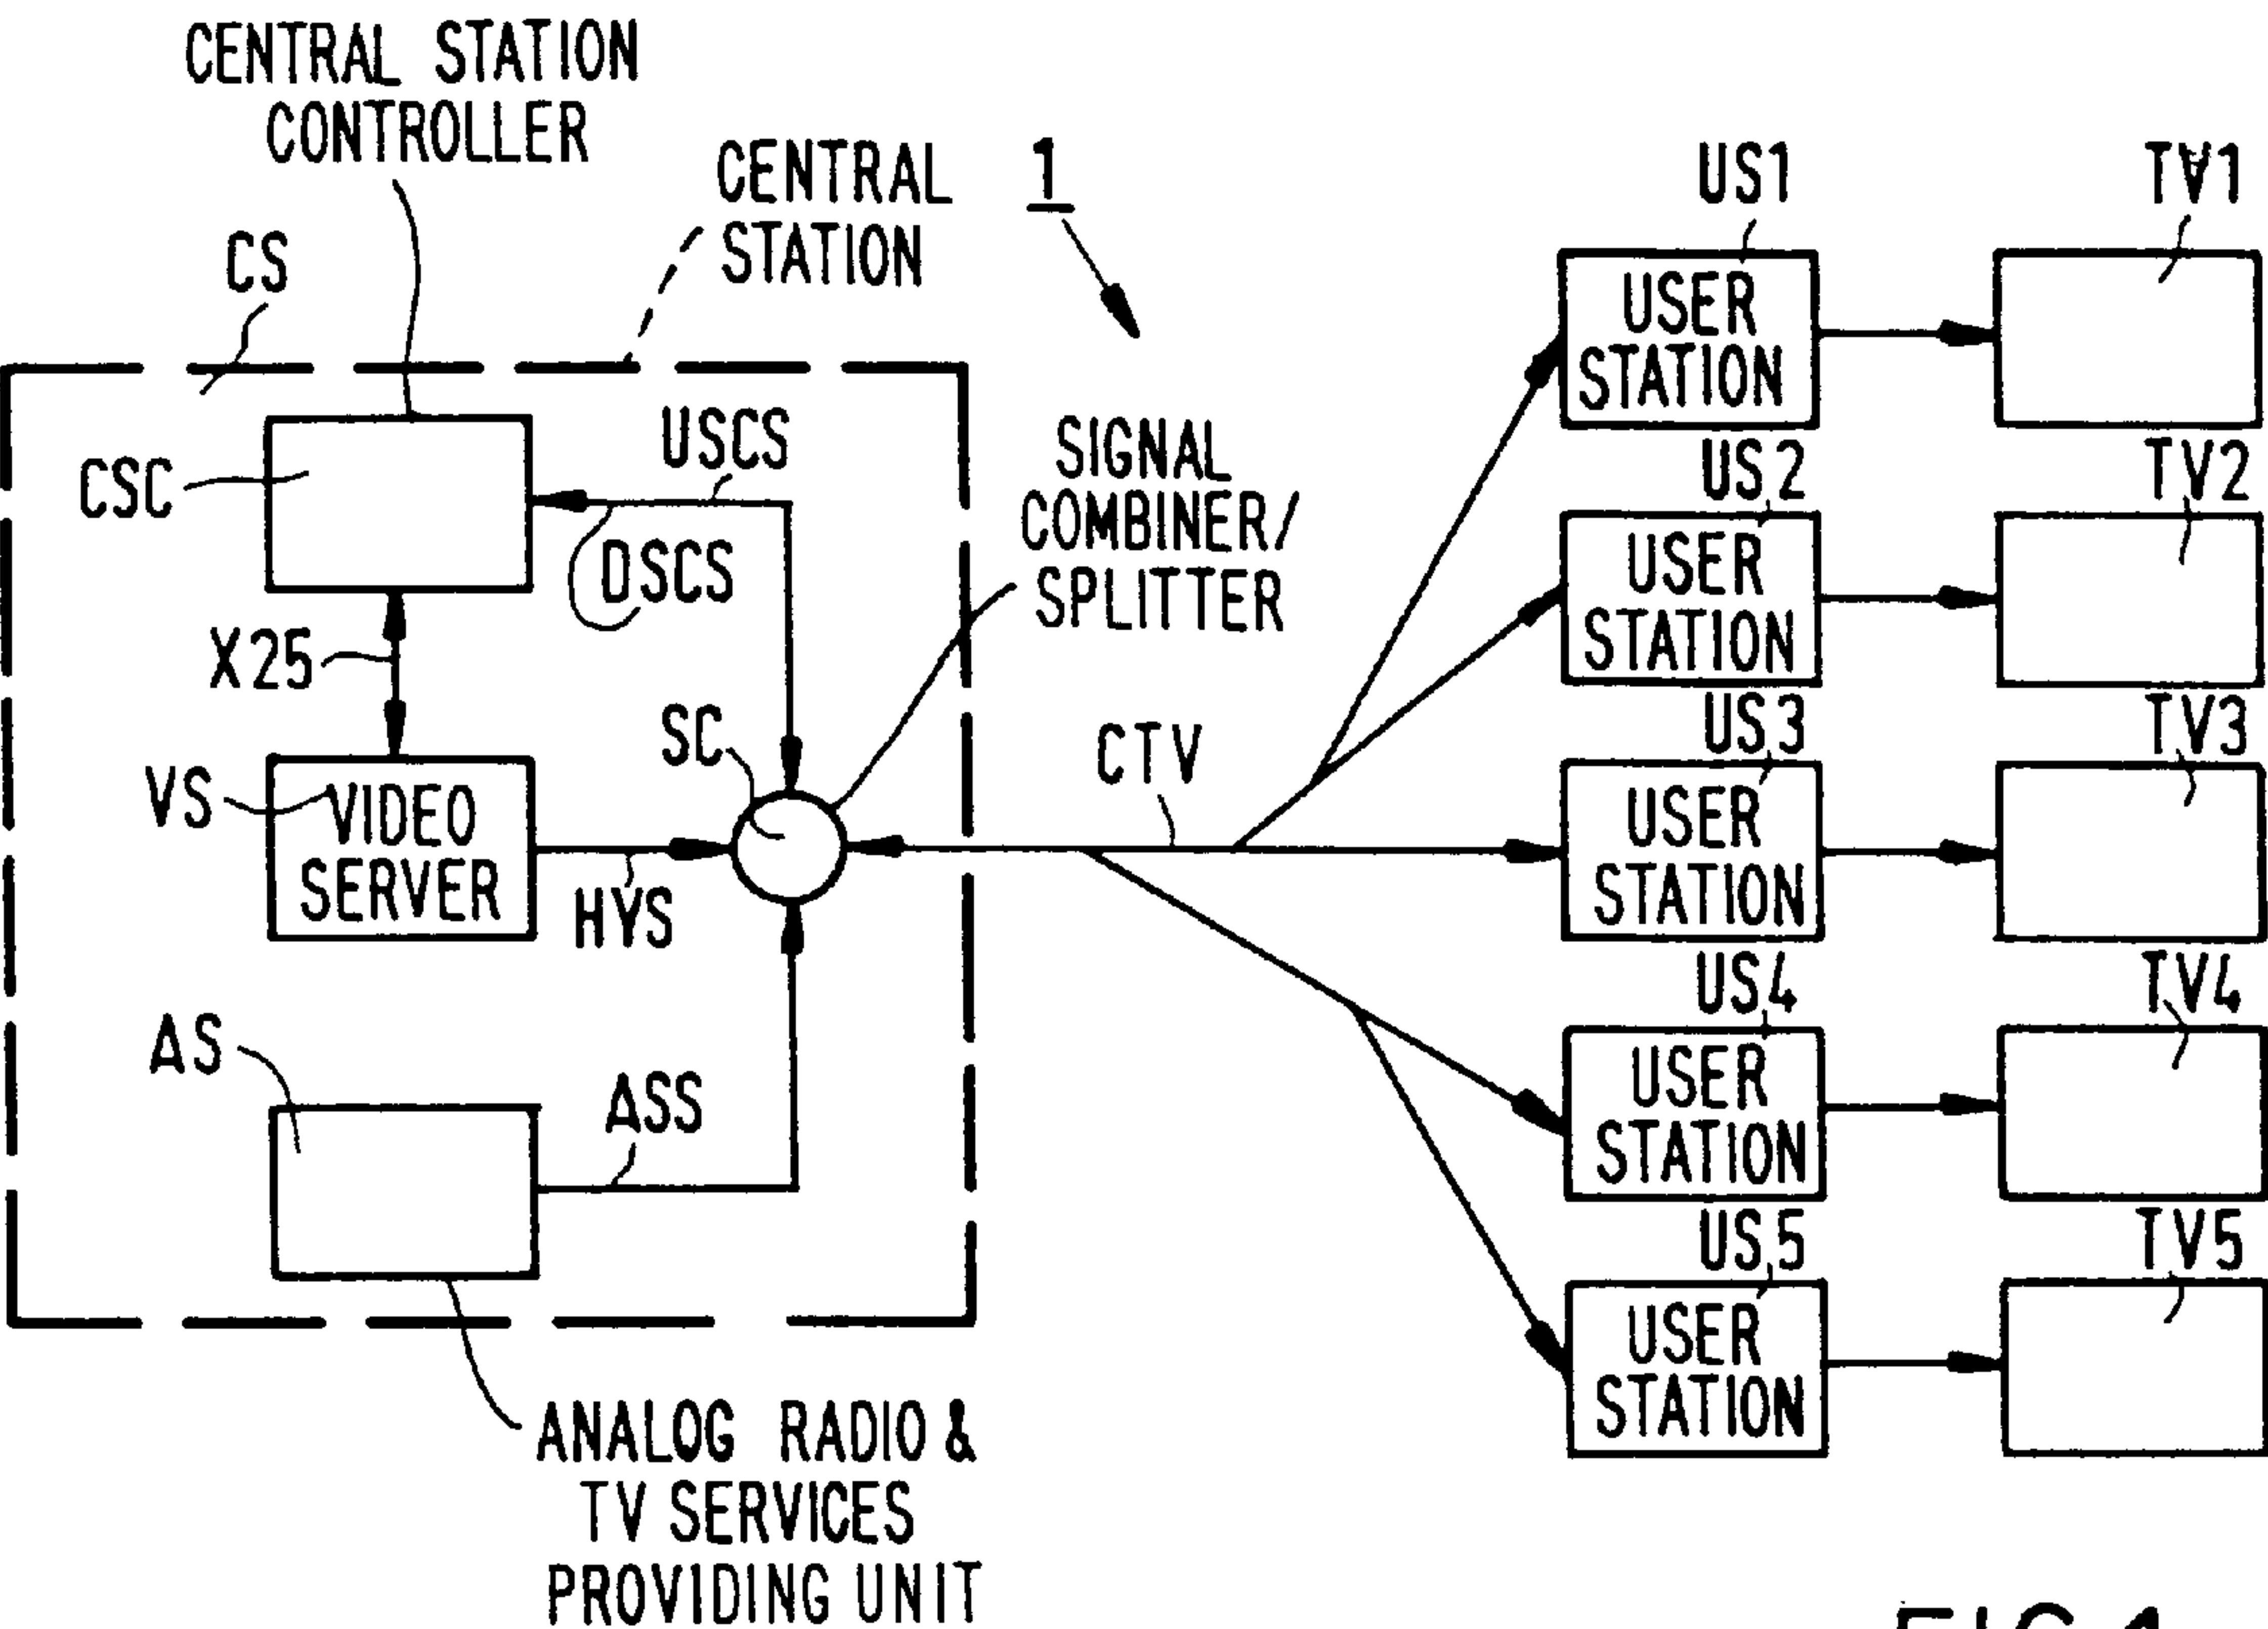 CENTRAL STATION
CONTROLLER
CENTRAL
STATION
1
CS
CSC
USCS
DSCS
X25
VS
VIDEO
SERVER
HYS
SC
SIGNAL
COMBINER/
SPLITTER
CTV
AS
ASS
ANALOG RADIO &
TV SERVICES
PROVIDING UNIT
US1
USER
STATION
TV1
US2
USER
STATION
TV2
US3
USER
STATION
TV3
US4
USER
STATION
TV4
US5
USER
STATION
TV5
FIG.1